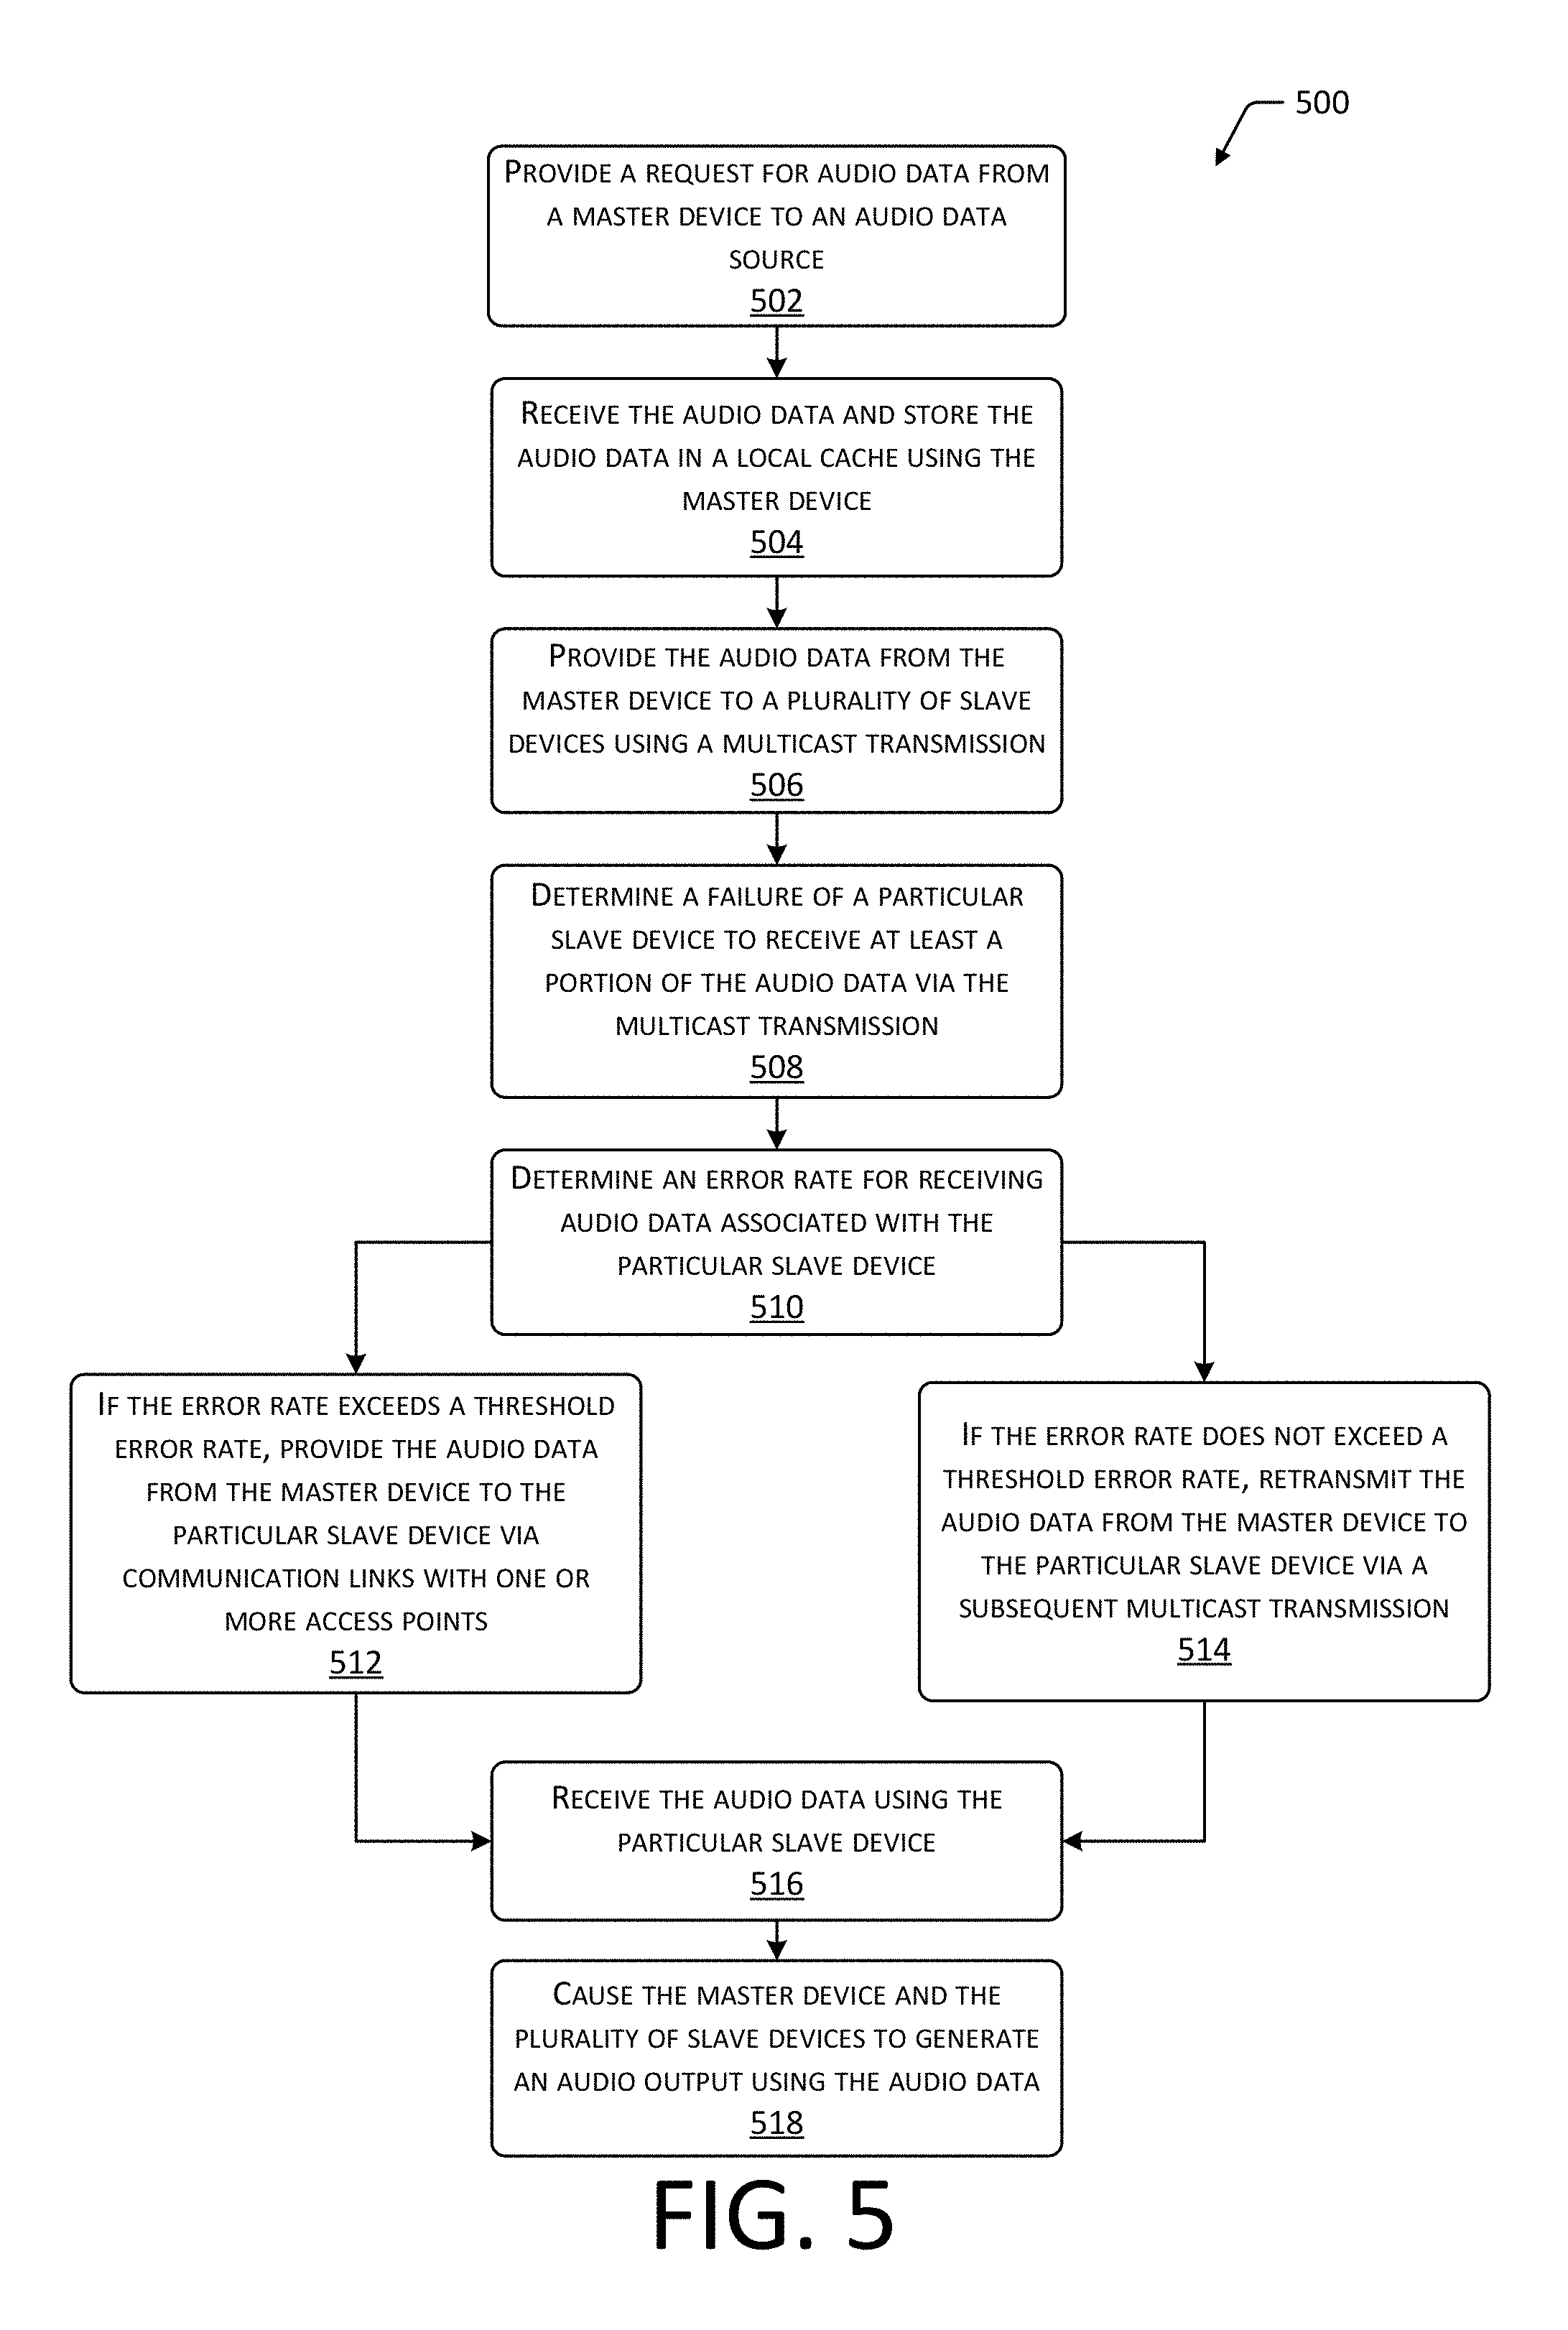 500
PROVIDE A REQUEST FOR AUDIO DATA FROM
A MASTER DEVICE TO AN AUDIO DATA
SOURCE
502
RECEIVE THE AUDIO DATA AND STORE THE
AUDIO DATA IN A LOCAL CACHE USING THE
MASTER DEVICE
504
PROVIDE THE AUDIO DATA FROM THE
MASTER DEVICE TO A PLURALITY OF SLAVE
DEVICES USING A MULTICAST TRANSMISSION
506
DETERMINE A FAILURE OF A PARTICULAR
SLAVE DEVICE TO RECEIVE AT LEAST A
PORTION OF THE AUDIO DATA VIA THE
MULTICAST TRANSMISSION
508
DETERMINE AN ERROR RATE FOR RECEIVING
AUDIO DATA ASSOCIATED WITH THE
PARTICULAR SLAVE DEVICE
510
IF THE ERROR RATE EXCEEDS A THRESHOLD
ERROR RATE, PROVIDE THE AUDIO DATA
FROM THE MASTER DEVICE TO THE
PARTICULAR SLAVE DEVICE VIA
COMMUNICATION LINKS WITH ONE OR
MORE ACCESS POINTS
512
IF THE ERROR RATE DOES NOT EXCEED A
THRESHOLD ERROR RATE, RETRANSMIT THE
AUDIO DATA FROM THE MASTER DEVICE TO
THE PARTICULAR SLAVE DEVICE VIA A
SUBSEQUENT MULTICAST TRANSMISSION
514
RECEIVE THE AUDIO DATA USING THE
PARTICULAR SLAVE DEVICE
516
CAUSE THE MASTER DEVICE AND THE
PLURALITY OF SLAVE DEVICES TO GENERATE
AN AUDIO OUTPUT USING THE AUDIO DATA
518
FIG. 5